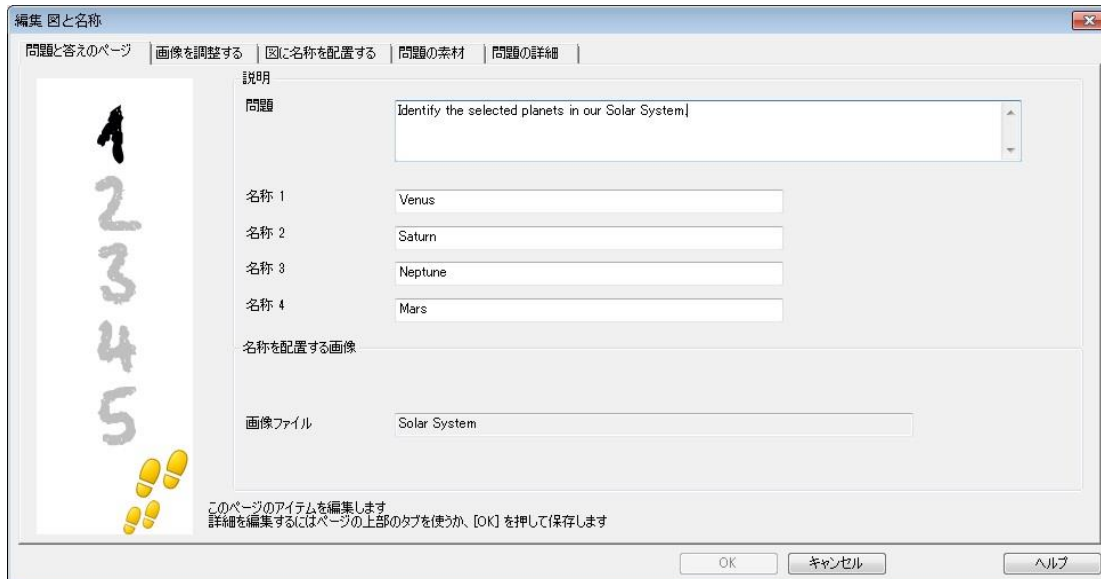 編集 図と名称
問題と答えのページ 画像を調整する 図に名称を配置する 問題の素材 問題の詳細
説明
問題 Identify the selected planets in our Solar System.
名称 1 Venus
名称 2 Saturn
名称 3 Neptune
名称 4 Mars
名称を配置する画像
画像ファイル Solar System
1
2
3
4
5
このページのアイテムを編集します
詳細を編集するにはページの上部のタブを使うか、[OK] を押して保存します
OK キャンセル ヘルプ